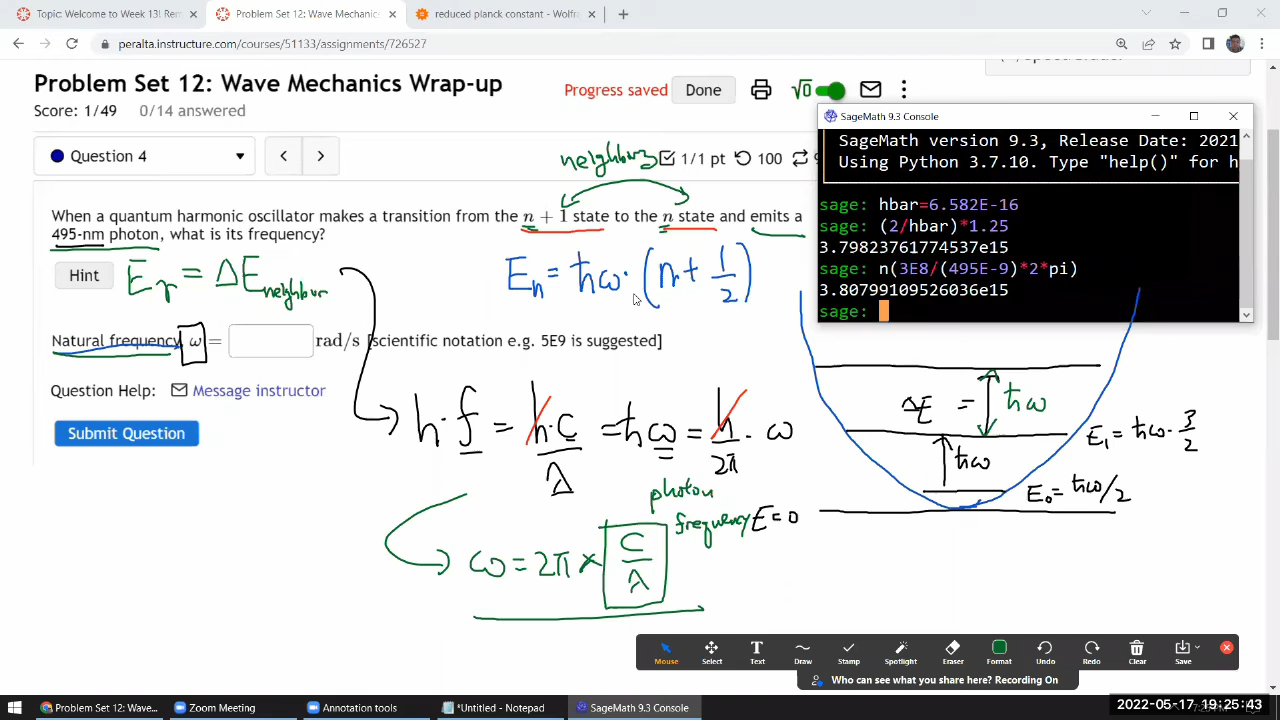 Topic: Welcome to Week 13! Rem
Problem Set 12: Wave Mechanics
reduced planck constant - Wolfr
peralta.instructure.com/courses/51133/assignments/726527
Problem Set 12: Wave Mechanics Wrap-up
Score: 1/49 0/14 answered
Progress saved
Done
√0
Question 4
neighbors
1/1 pt
100
SageMath 9.3 Console
SageMath version 9.3, Release Date: 2021
Using Python 3.7.10. Type "help()" for h
sage: hbar=6.582E-16
sage: (2/hbar)*1.25
3.79823761774537e15
sage: n(3E8/(495E-9)*2*pi)
3.80799109526036e15
sage:
When a quantum harmonic oscillator makes a transition from the n + 1 state to the n state and emits a
495-nm photon, what is its frequency?
Hint
E_γ = ΔE_neighbor
E_n = ħω · (n + 1/2)
Natural frequency, ω = rad/s [scientific notation e.g. 5E9 is suggested]
Question Help: Message instructor
Submit Question
h · f = h·c/λ = ħω = h/2π · ω
ΔE = ħω
E₁ = ħω · 3/2
ħω
E₀ = ħω/2
photon
frequency
E = 0
ω = 2π × c/λ
Mouse
Select
Text
Draw
Stamp
Spotlight
Eraser
Format
Undo
Redo
Clear
Save
Who can see what you share here? Recording On
Problem Set 12: Wave...
Zoom Meeting
Annotation tools
*Untitled - Notepad
SageMath 9.3 Console
2022-05-17 19:25:43